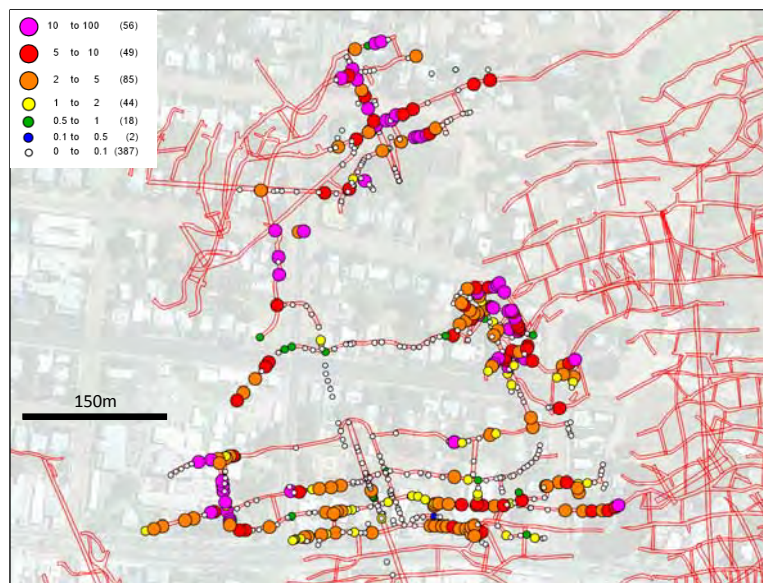 10 to 100 (56)
5 to 10 (49)
2 to 5 (85)
1 to 2 (44)
0.5 to 1 (18)
0.1 to 0.5 (2)
0 to 0.1 (387)
150m